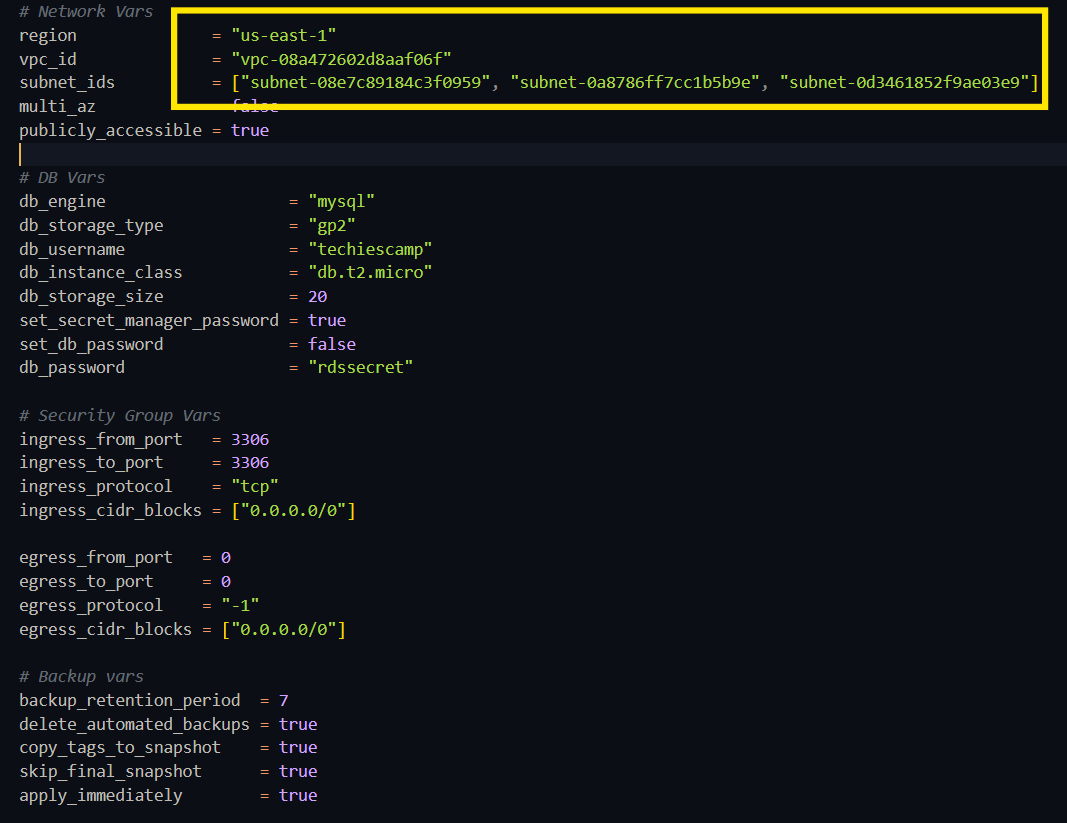 # Network Vars
region = "us-east-1"
vpc_id = "vpc-08a472602d8aaf06f"
subnet_ids = ["subnet-08e7c89184c3f0959", "subnet-0a8786ff7cc1b5b9e", "subnet-0d3461852f9ae03e9"]
multi_az = false
publicly_accessible = true
# DB Vars
db_engine = "mysql"
db_storage_type = "gp2"
db_username = "techiescamp"
db_instance_class = "db.t2.micro"
db_storage_size = 20
set_secret_manager_password = true
set_db_password = false
db_password = "rdssecret"
# Security Group Vars
ingress_from_port = 3306
ingress_to_port = 3306
ingress_protocol = "tcp"
ingress_cidr_blocks = ["0.0.0.0/0"]
egress_from_port = 0
egress_to_port = 0
egress_protocol = "-1"
egress_cidr_blocks = ["0.0.0.0/0"]
# Backup vars
backup_retention_period = 7
delete_automated_backups = true
copy_tags_to_snapshot = true
skip_final_snapshot = true
apply_immediately = true